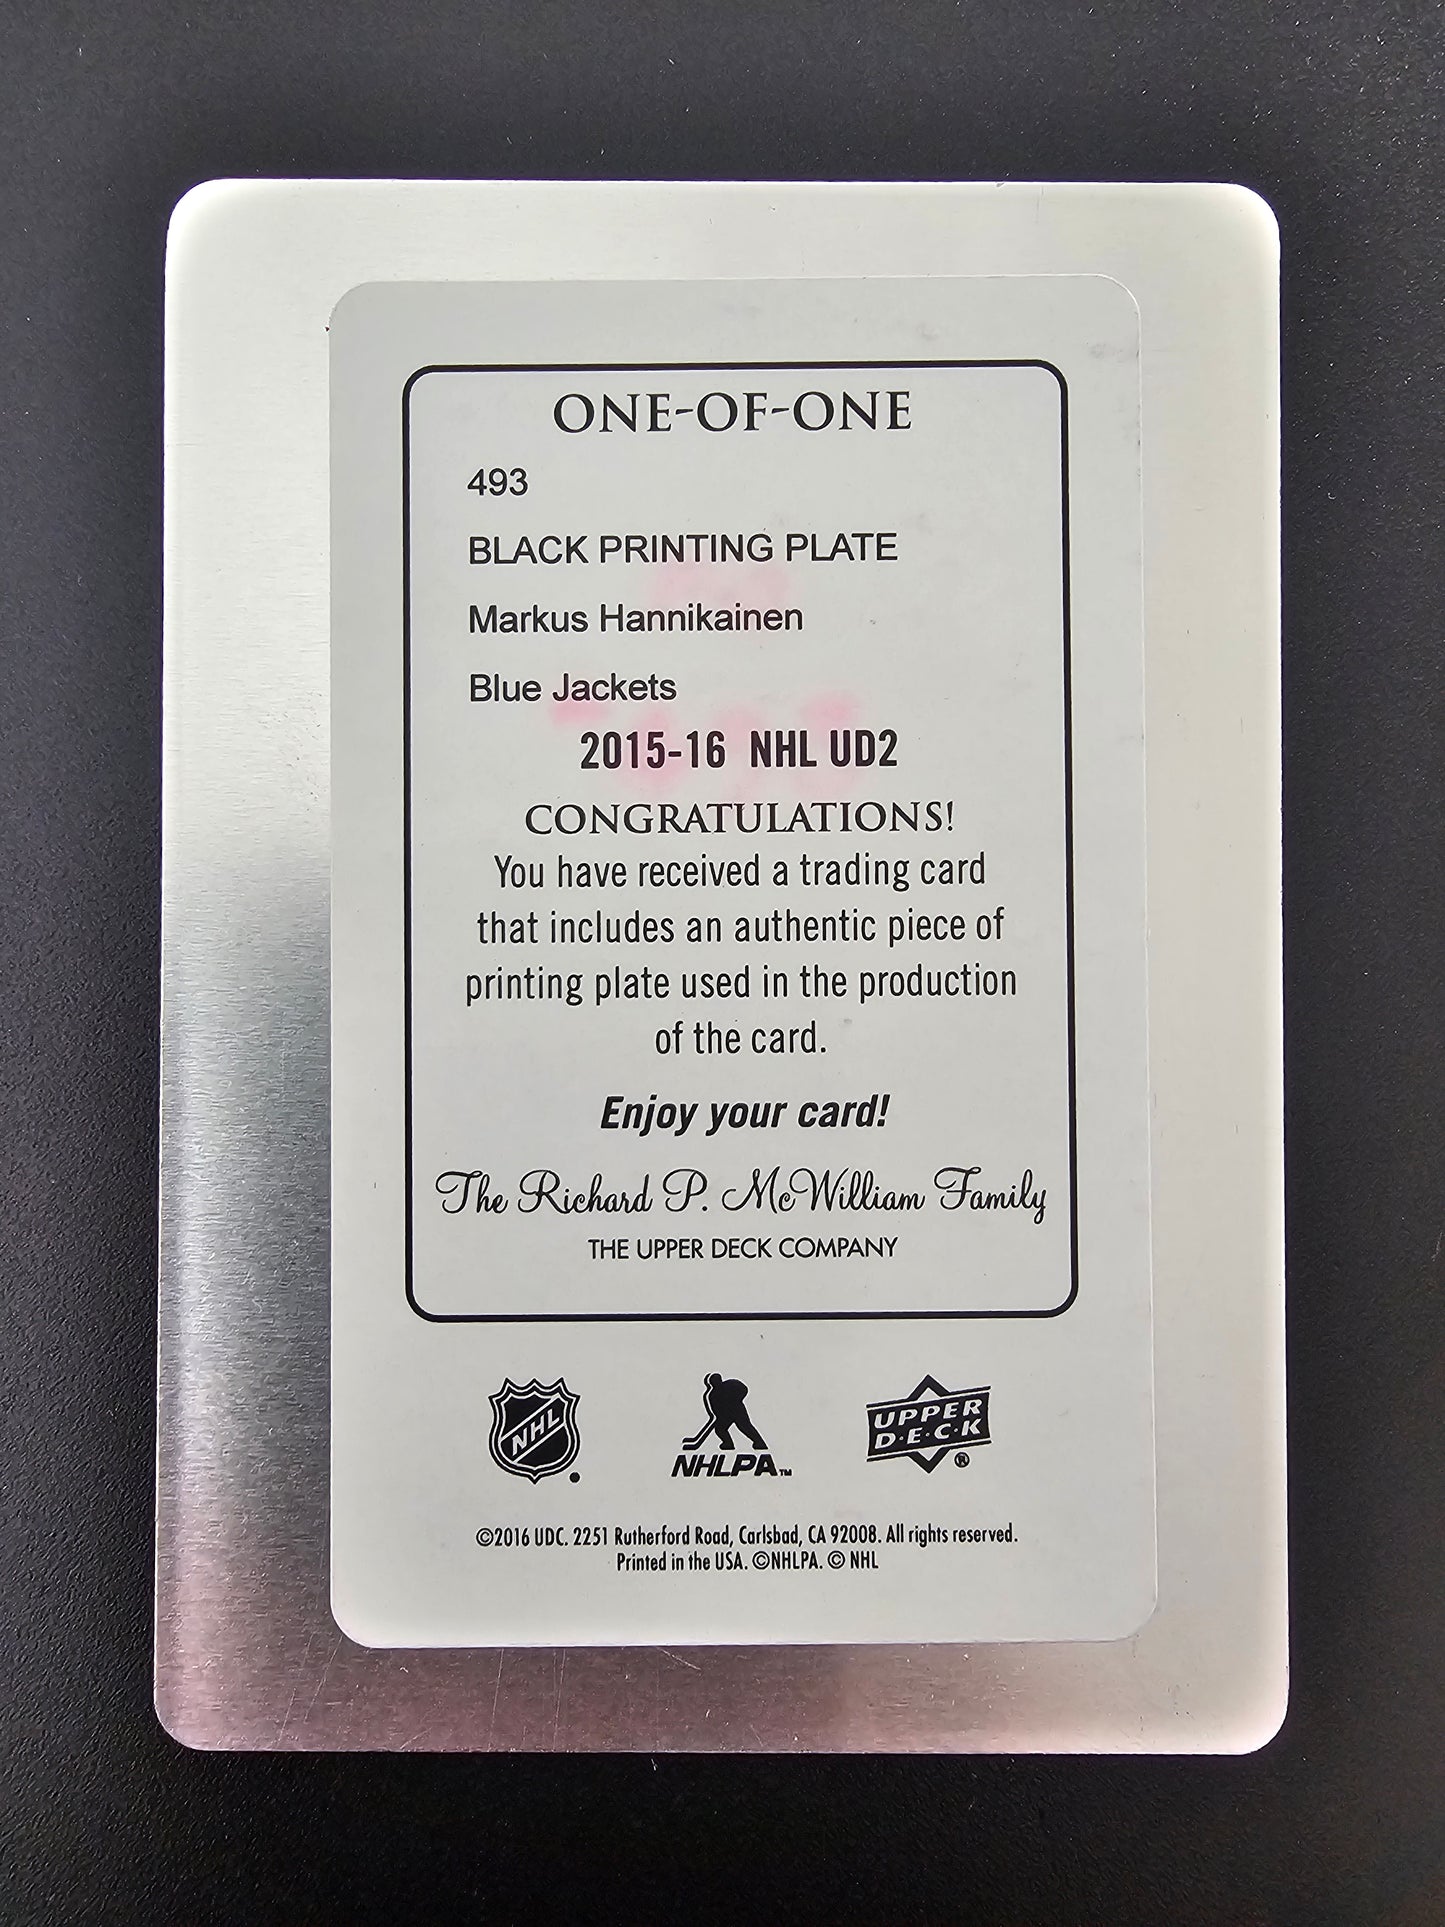 ONE-OF-ONE
493
BLACK PRINTING PLATE
Markus Hannikainen
Blue Jackets
2015-16 NHL UD2
CONGRATULATIONS!
You have received a trading card
that includes an authentic piece of
printing plate used in the production
of the card.
Enjoy your card!
The Richard P. McWilliam Family
THE UPPER DECK COMPANY
NHL
NHLPA™
UPPER
D·E·C·K®
©2016 UDC. 2251 Rutherford Road, Carlsbad, CA 92008. All rights reserved.
Printed in the USA. ©NHLPA. © NHL